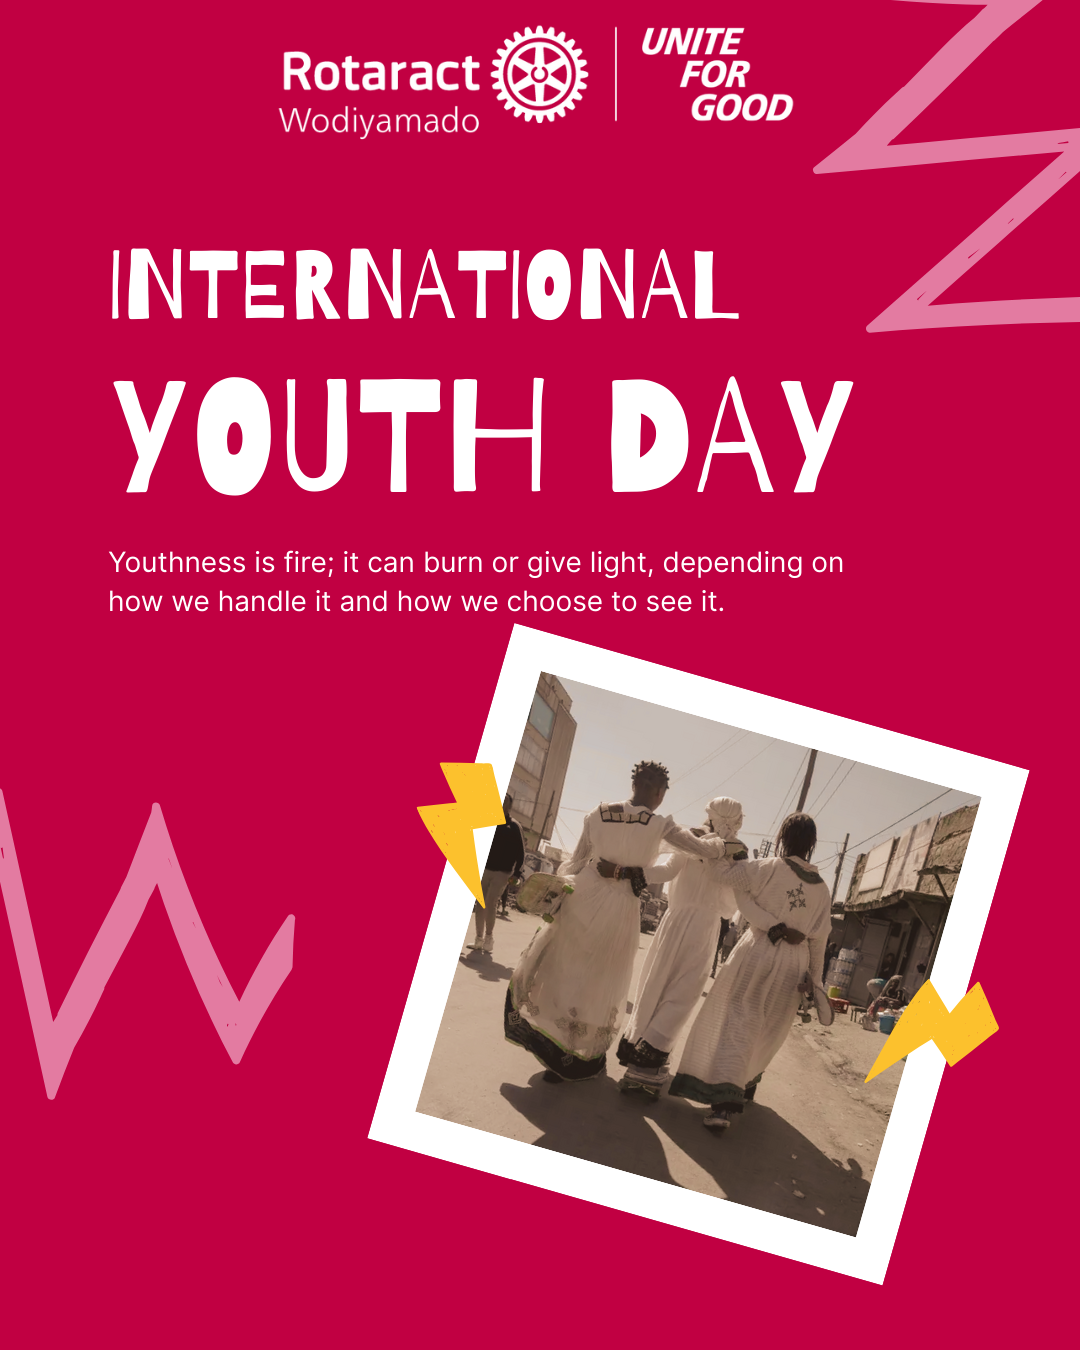 Rotaract
Wodiyamado
UNITE
FOR
GOOD
INTERNATIONAL
YOUTH DAY
Youthness is fire; it can burn or give light, depending on
how we handle it and how we choose to see it.